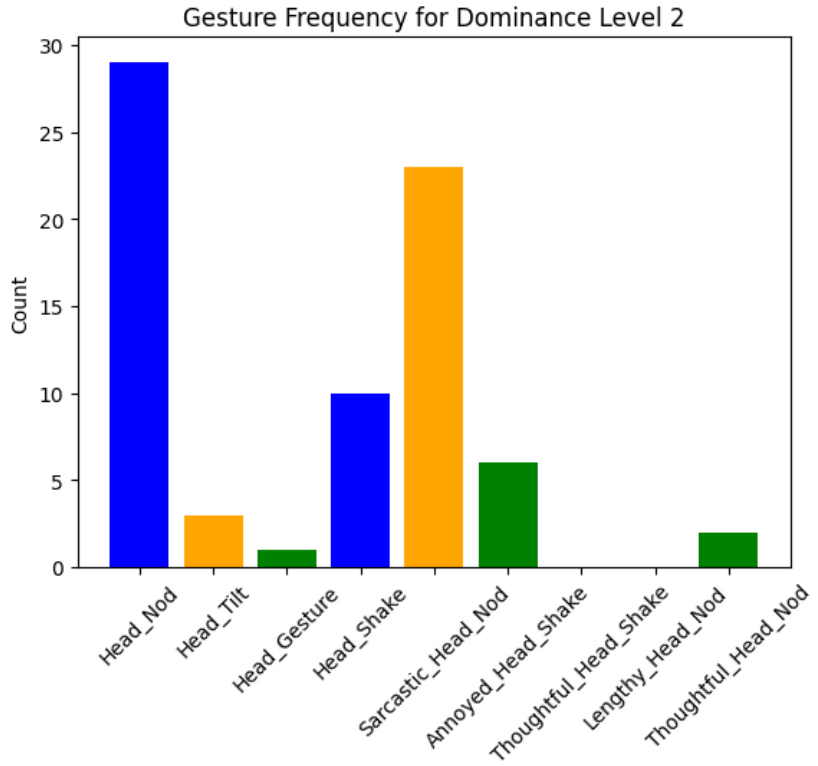 Gesture Frequency for Dominance Level 2
30
25
20
15
10
5
0
Count
Head_Nod
Head_Tilt
Head_Gesture
Head_Shake
Sarcastic_Head_Nod
Annoyed_Head_Shake
Thoughtful_Head_Shake
Lengthy_Head_Nod
Thoughtful_Head_Nod